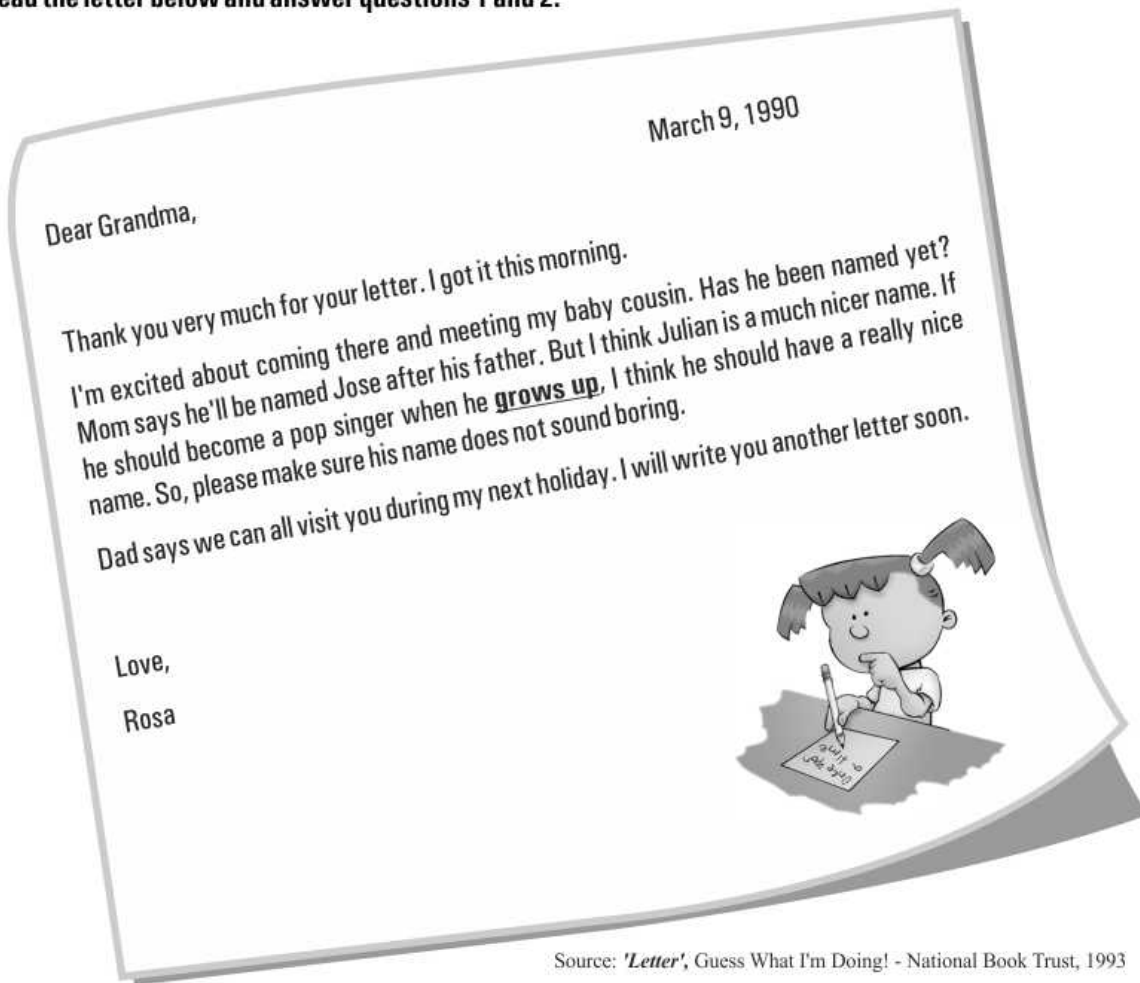 ead the letter below and answer questions 1 and 2.
March 9, 1990
Dear Grandma,
Thank you very much for your letter. I got it this morning.
I'm excited about coming there and meeting my baby cousin. Has he been named yet?
Mom says he'll be named Jose after his father. But I think Julian is a much nicer name. If
he should become a pop singer when he grows up, I think he should have a really nice
name. So, please make sure his name does not sound boring.
Dad says we can all visit you during my next holiday. I will write you another letter soon.
Love,
Rosa
Source: 'Letter', Guess What I'm Doing! - National Book Trust, 1993